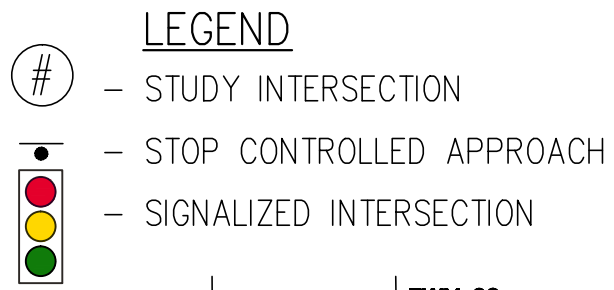 LEGEND
# – STUDY INTERSECTION
– STOP CONTROLLED APPROACH
– SIGNALIZED INTERSECTION